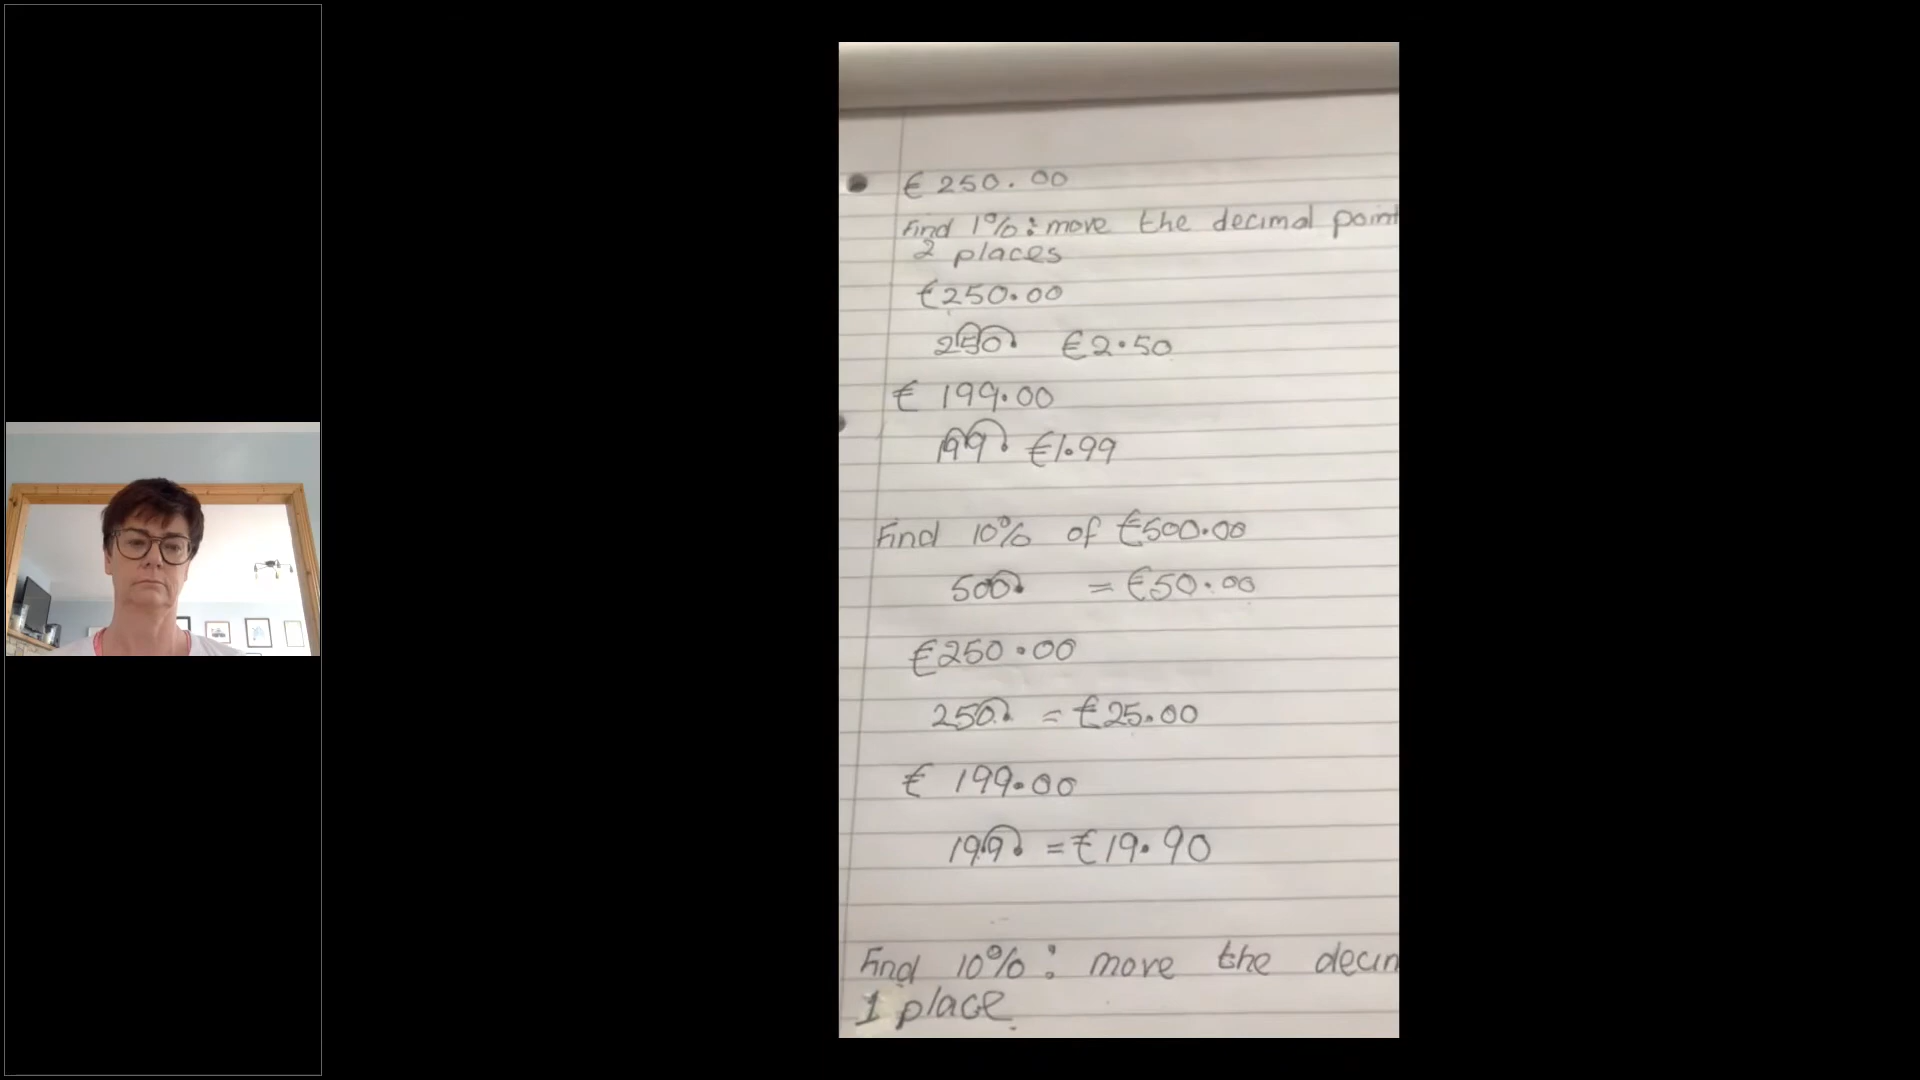 € 250.00
Find 1% : move the decimal point
2 places
€250.00
250. €2.50
€ 199.00
199. €1.99
Find 10% of €500.00
500. = €50.00
€250.00
250. = €25.00
€ 199.00
199. = €19.90
Find 10% : move the decim
1 place.